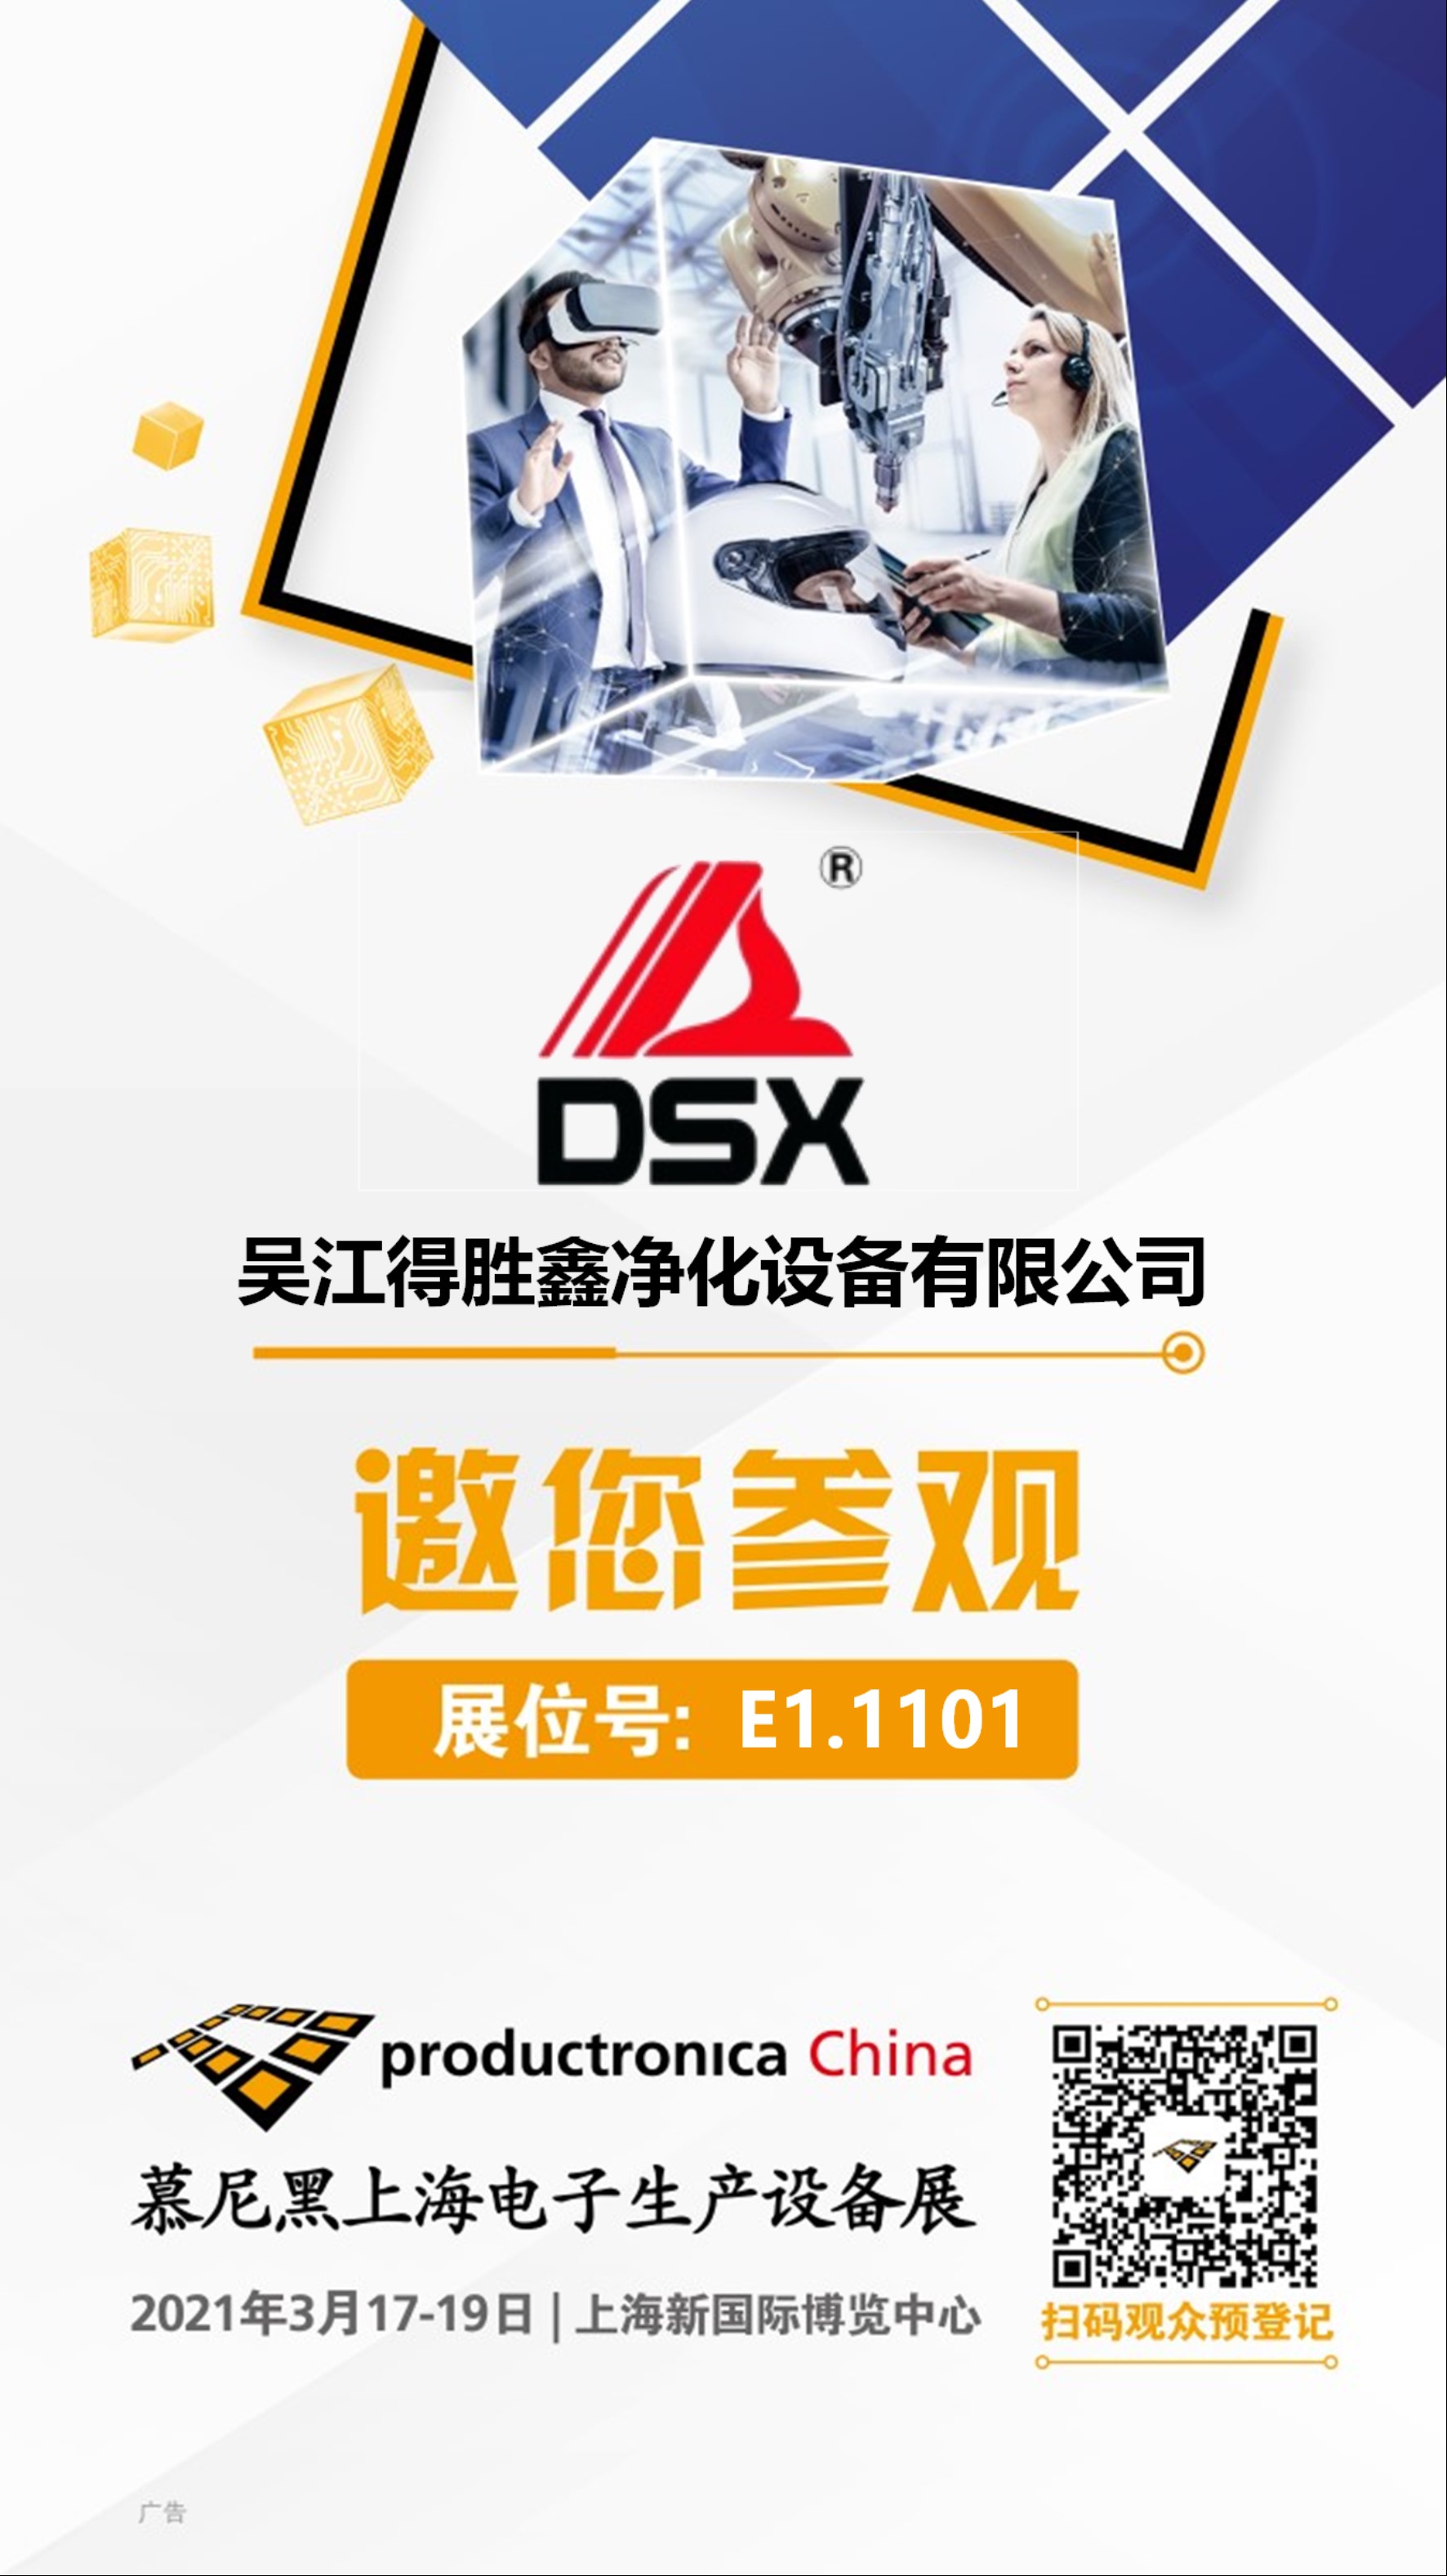 ®
DSX
吴江得胜鑫净化设备有限公司
邀您参观
展位号: E1.1101
productronica China
慕尼黑上海电子生产设备展
2021年3月17-19日 | 上海新国际博览中心
扫码观众预登记
广告